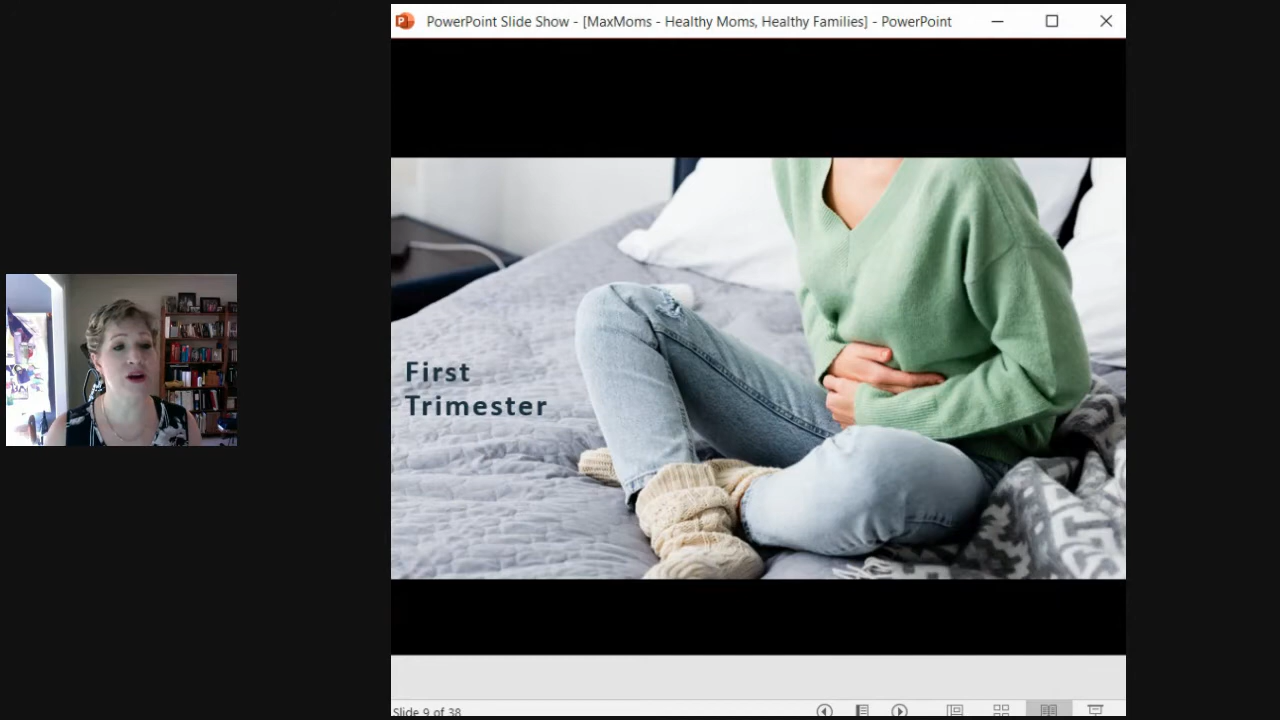 PowerPoint Slide Show - [MaxMoms - Healthy Moms, Healthy Families] - PowerPoint
First
Trimester
Slide 9 of 38